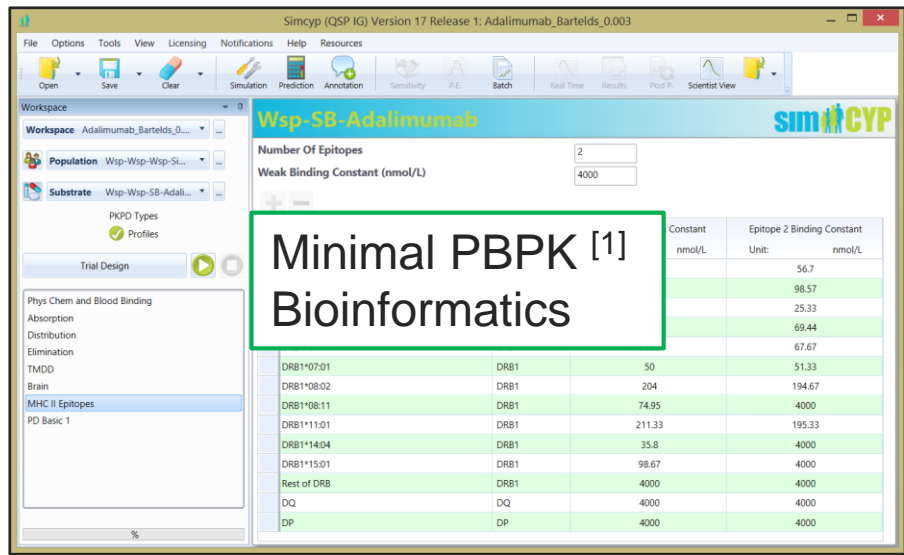 Simcyp (QSP IG) Version 17 Release 1: Adalimumab_Bartelds_0.003
File Options Tools View Licensing Notifications Help Resources
Open Save Clear Simulation Prediction Annotation Sensitivity P.E. Batch Real Time Results Post P. Scientist View
Workspace
Workspace Adalimumab_Bartelds_0....
Population Wsp-Wsp-Wsp-Si...
Substrate Wsp-Wsp-SB-Adali...
PKPD Types
Profiles
Trial Design
Phys Chem and Blood Binding
Absorption
Distribution
Elimination
TMDD
Brain
MHC II Epitopes
PD Basic 1
%
Wsp-SB-Adalimumab
SIMCYP
Number Of Epitopes 2
Weak Binding Constant (nmol/L) 4000
Minimal PBPK [1]
Bioinformatics
Constant Epitope 2 Binding Constant
nmol/L Unit: nmol/L
56.7
98.57
25.33
69.44
67.67
DRB1*07:01 DRB1 50 51.33
DRB1*08:02 DRB1 204 194.67
DRB1*08:11 DRB1 74.95 4000
DRB1*11:01 DRB1 211.33 195.33
DRB1*14:04 DRB1 35.8 4000
DRB1*15:01 DRB1 98.67 4000
Rest of DRB DRB1 4000 4000
DQ DQ 4000 4000
DP DP 4000 4000